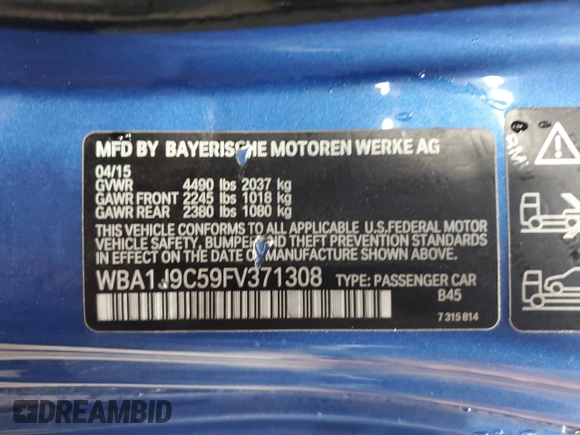 MFD BY BAYERISCHE MOTOREN WERKE AG
04/15
GVWR 4490 lbs 2037 kg
GAWR FRONT 2245 lbs 1018 kg
GAWR REAR 2380 lbs 1080 kg
THIS VEHICLE CONFORMS TO ALL APPLICABLE U.S.FEDERAL MOTOR
VEHICLE SAFETY, BUMPER, AND THEFT PREVENTION STANDARDS
IN EFFECT ON THE DATE OF MANUFACTURE SHOWN ABOVE.
WBA1J9C59FV371308 TYPE: PASSENGER CAR
B45
7 315 814
DREAMBID